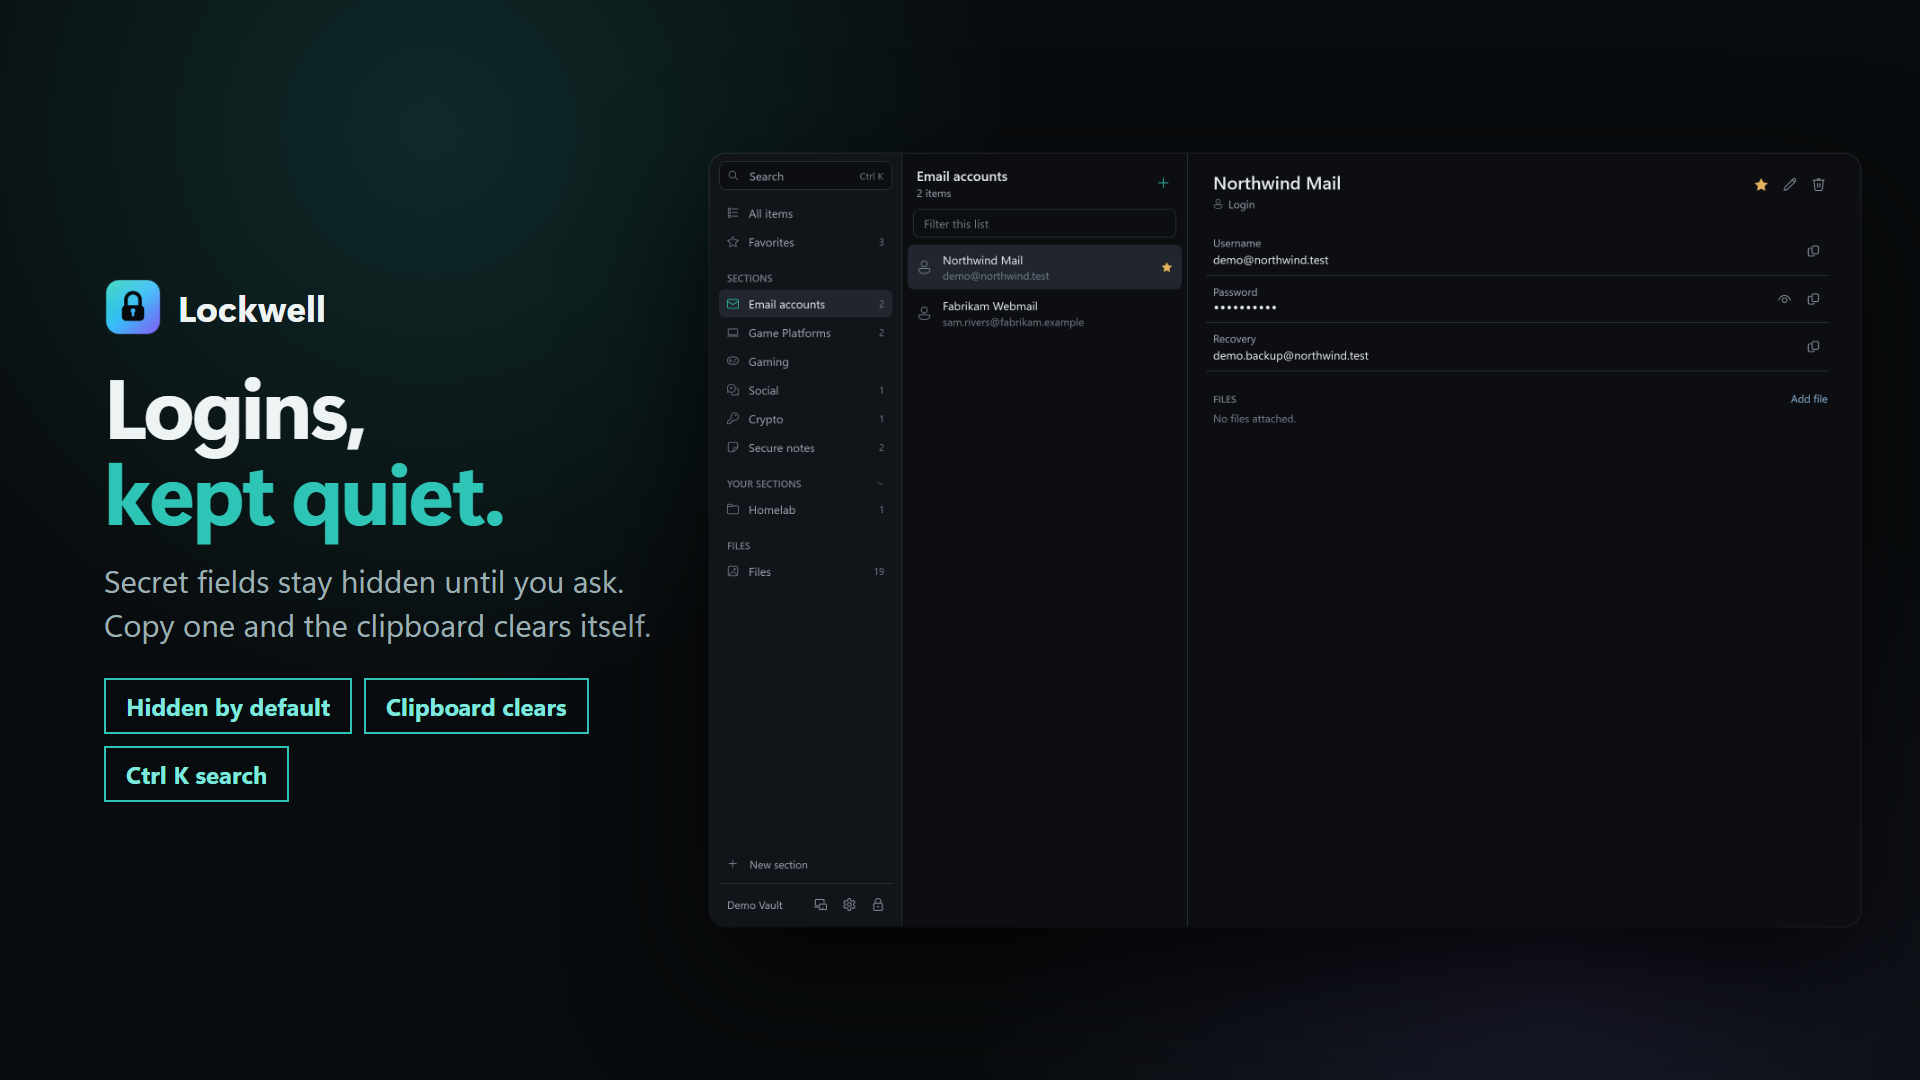 Lockwell
Logins,
kept quiet.
Secret fields stay hidden until you ask.
Copy one and the clipboard clears itself.
Hidden by default
Clipboard clears
Ctrl K search
Search Ctrl K
All items
Favorites 3
SECTIONS
Email accounts 2
Game Platforms 2
Gaming
Social 1
Crypto 1
Secure notes 2
YOUR SECTIONS
Homelab 1
FILES
Files 19
New section
Demo Vault
Email accounts
2 items
Filter this list
Northwind Mail
demo@northwind.test
Fabrikam Webmail
sam.rivers@fabrikam.example
Northwind Mail
Login
Username
demo@northwind.test
Password
••••••••••
Recovery
demo.backup@northwind.test
FILES Add file
No files attached.